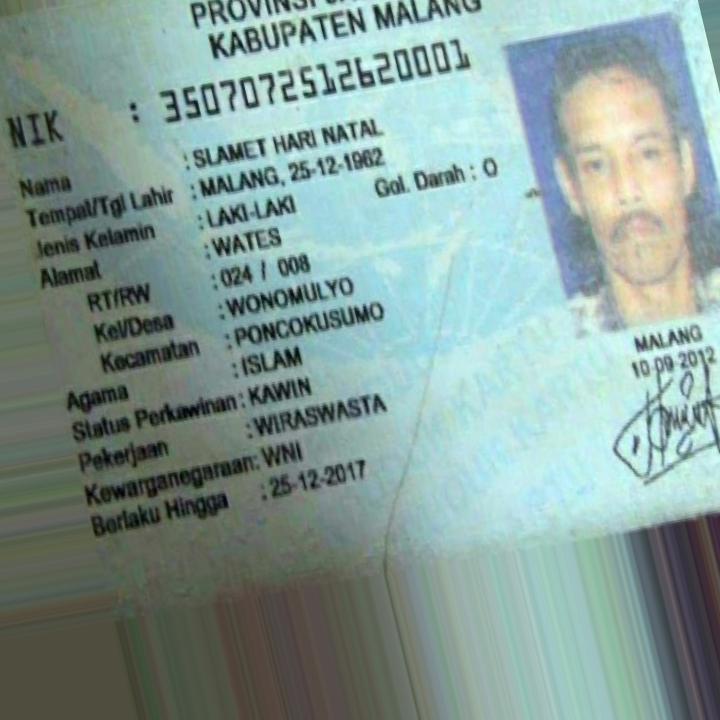 PROVINSI
KABUPATEN MALANG
NIK : 3507072512620001
Nama : SLAMET HARI NATAL
Tempat/Tgl Lahir : MALANG, 25-12-1962
Jenis Kelamin : LAKI-LAKI Gol. Darah : O
Alamat : WATES
RT/RW : 024 / 008
Kel/Desa : WONOMULYO
Kecamatan : PONCOKUSUMO
Agama : ISLAM
Status Perkawinan : KAWIN
Pekerjaan : WIRASWASTA
Kewarganegaraan: WNI
Berlaku Hingga : 25-12-2017
MALANG
10-09-2012